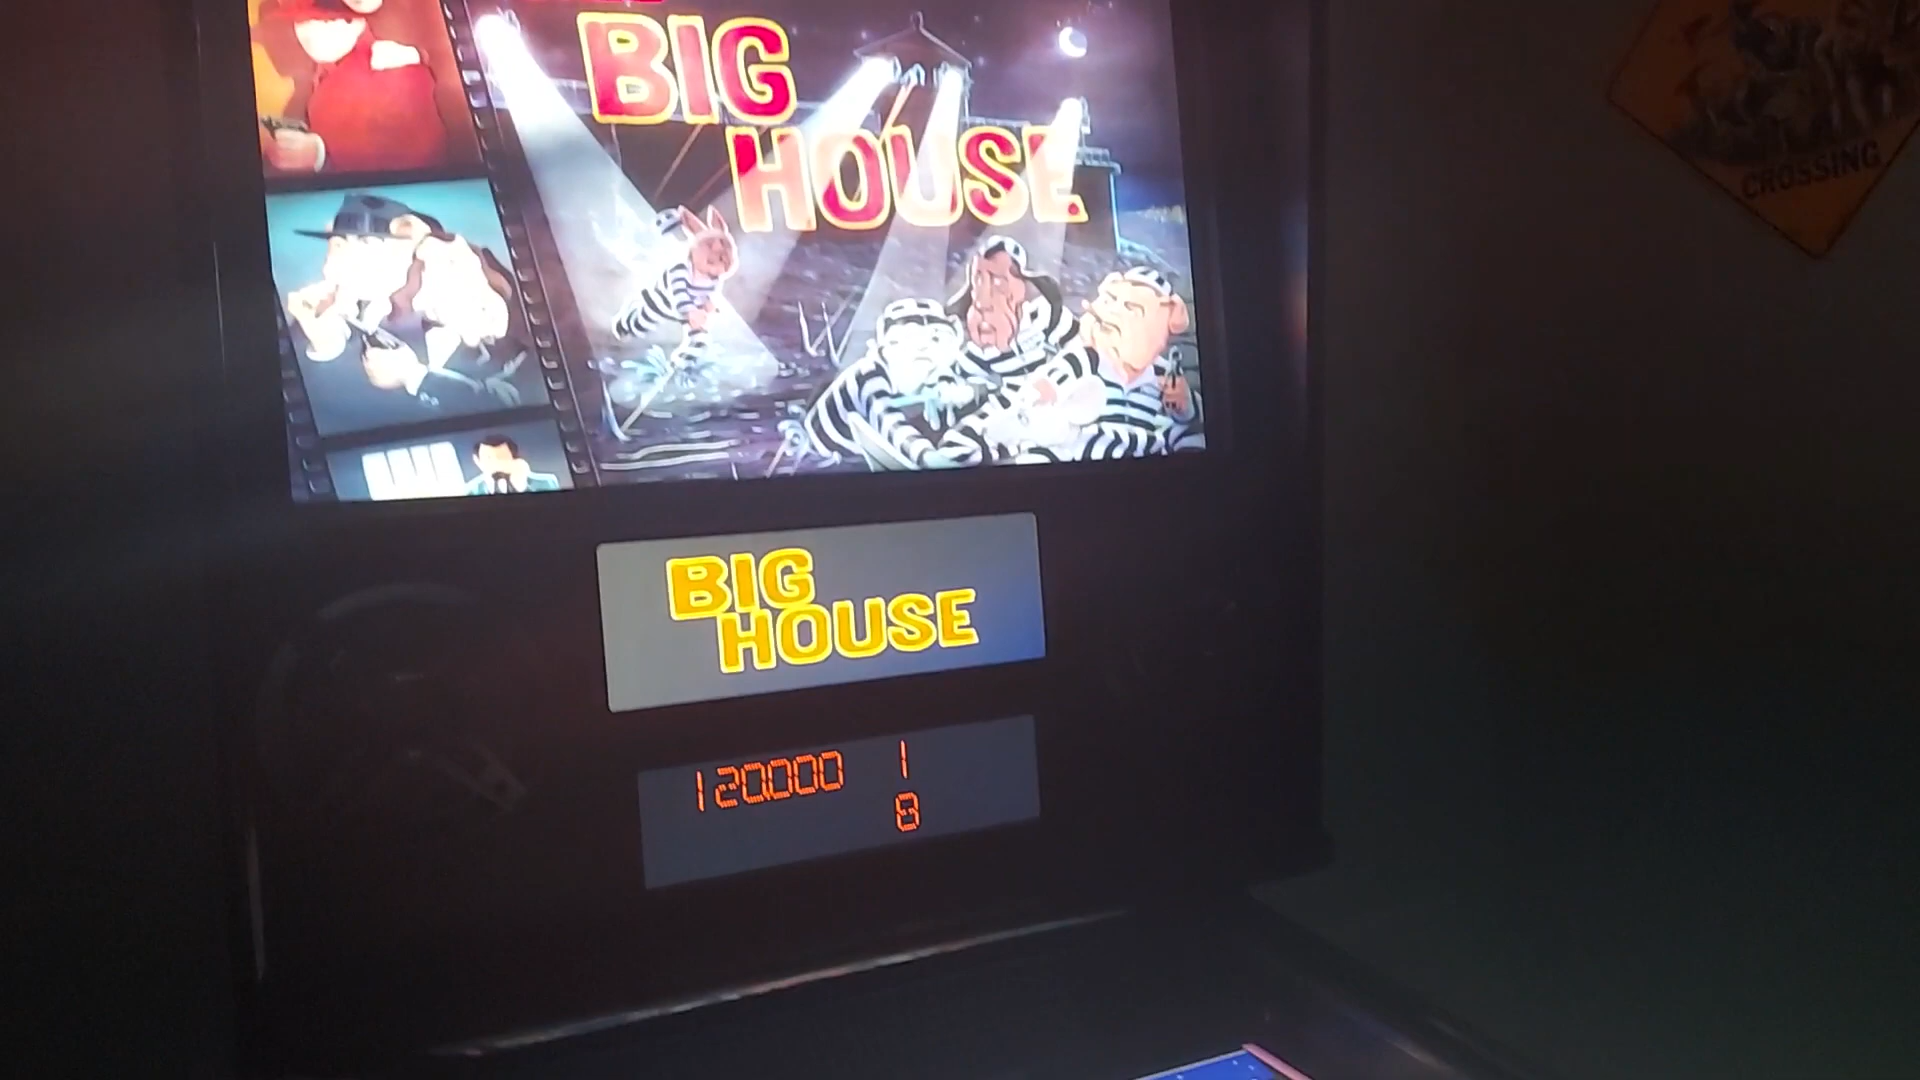 BIG
HOUSE
CROSSING
BIG
HOUSE
120,000 1
8